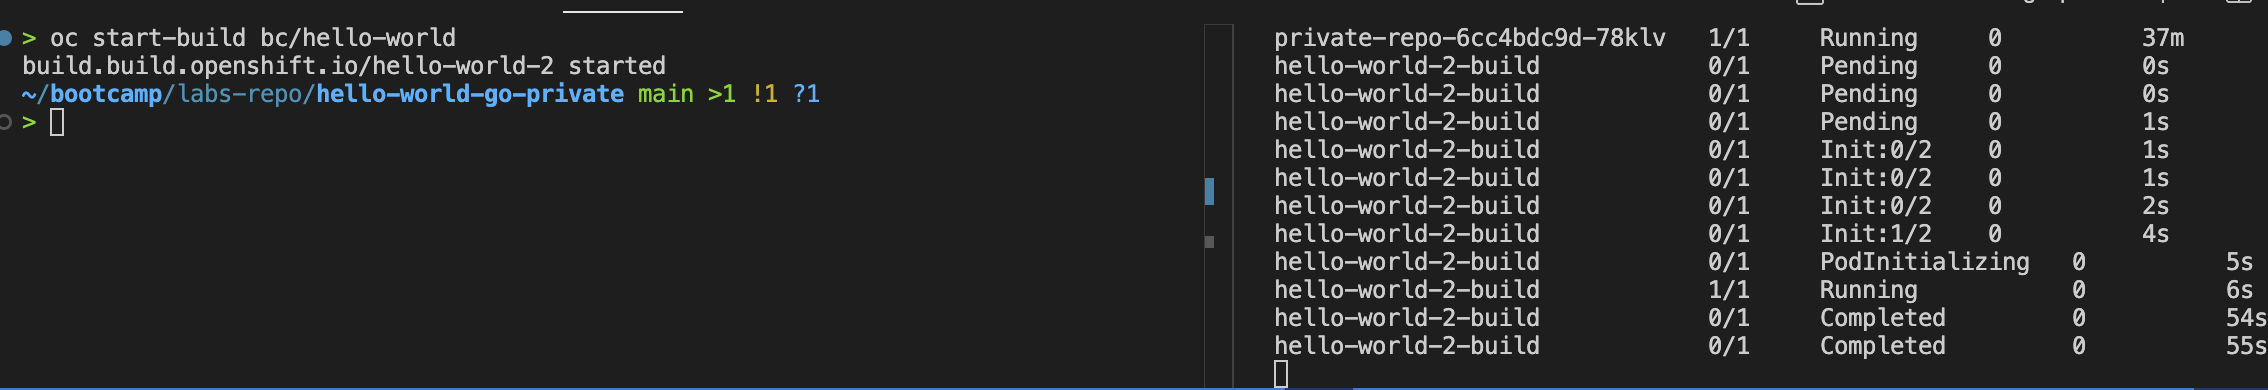 > oc start-build bc/hello-world
build.build.openshift.io/hello-world-2 started
~/bootcamp/labs-repo/hello-world-go-private main >1 !1 ?1
>
private-repo-6cc4bdc9d-78klv 1/1 Running 0 37m
hello-world-2-build 0/1 Pending 0 0s
hello-world-2-build 0/1 Pending 0 0s
hello-world-2-build 0/1 Pending 0 1s
hello-world-2-build 0/1 Init:0/2 0 1s
hello-world-2-build 0/1 Init:0/2 0 1s
hello-world-2-build 0/1 Init:0/2 0 2s
hello-world-2-build 0/1 Init:1/2 0 4s
hello-world-2-build 0/1 PodInitializing 0 5s
hello-world-2-build 1/1 Running 0 6s
hello-world-2-build 0/1 Completed 0 54s
hello-world-2-build 0/1 Completed 0 55s